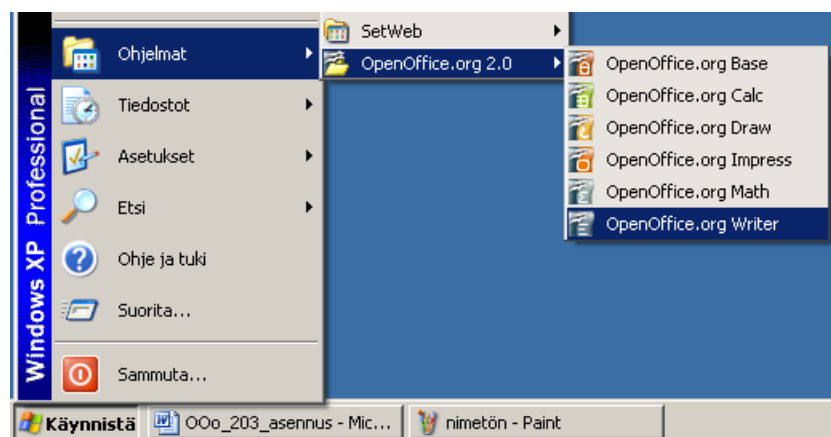 Windows XP Professional
Ohjelmat
Tiedostot
Asetukset
Etsi
Ohje ja tuki
Suorita...
Sammuta...
SetWeb
OpenOffice.org 2.0
OpenOffice.org Base
OpenOffice.org Calc
OpenOffice.org Draw
OpenOffice.org Impress
OpenOffice.org Math
OpenOffice.org Writer
Käynnistä
OOo_203_asennus - Mic...
nimetön - Paint